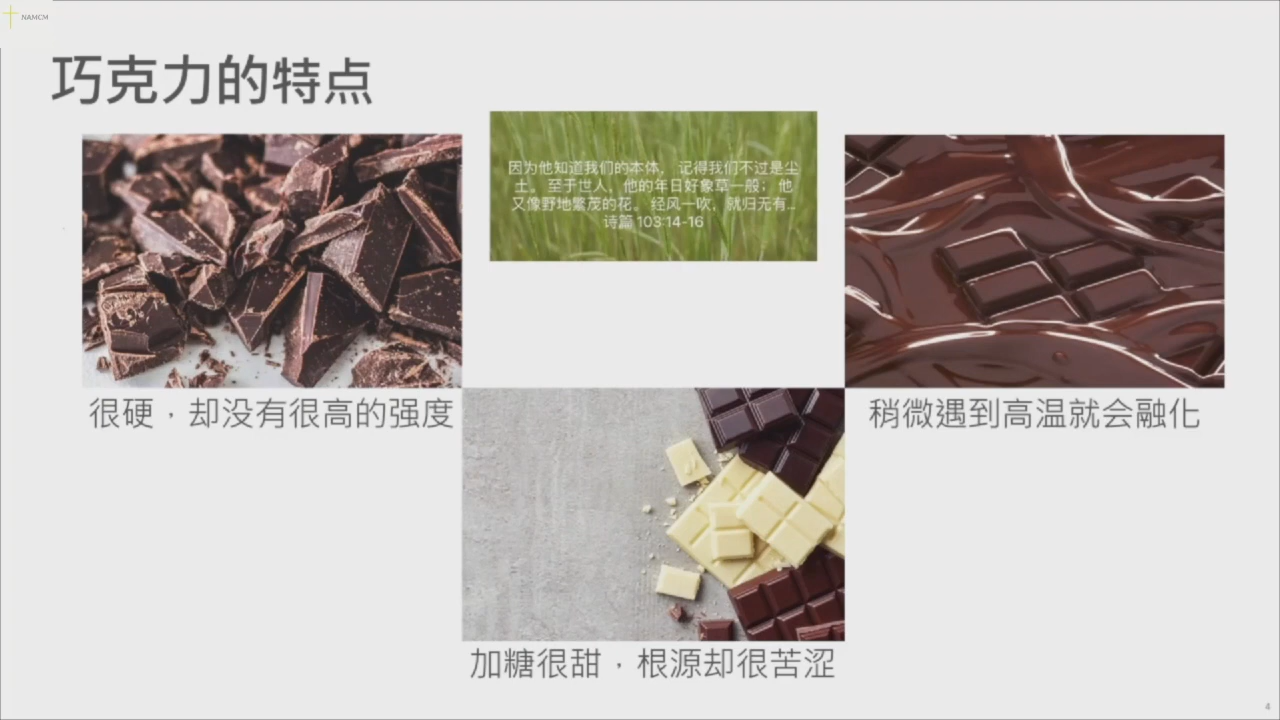 NAMCM
巧克力的特点
因为他知道我们的本体， 记得我们不过是尘
土。 至于世人，他的年日好象草一般； 他
又像野地繁茂的花。 经风一吹，就归无有…
诗篇 103:14-16
很硬，却没有很高的强度
稍微遇到高温就会融化
加糖很甜，根源却很苦涩
4